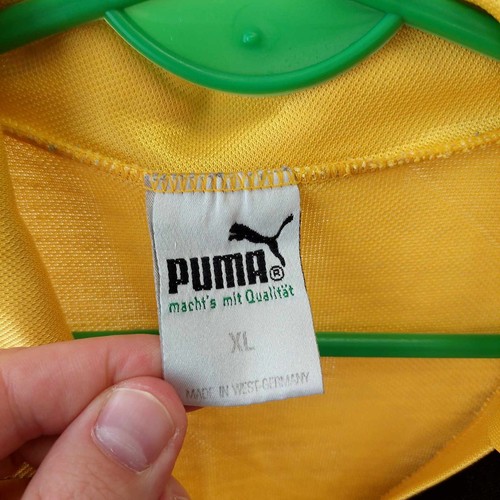 PUMA®
macht's mit Qualität
XL
MADE IN WEST-GERMANY